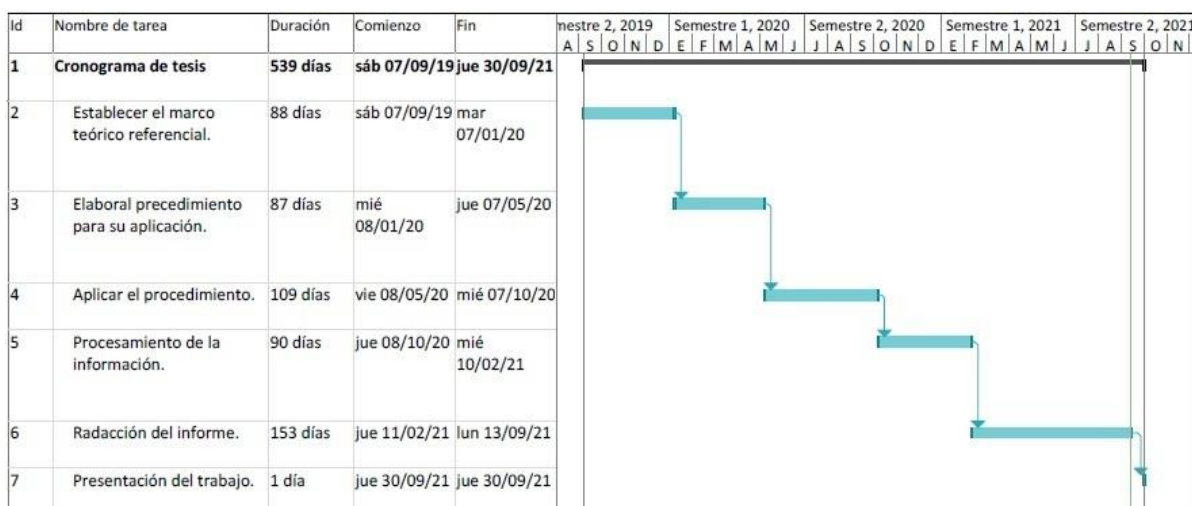 Id Nombre de tarea Duración Comienzo Fin mestre 2, 2019 Semestre 1, 2020 Semestre 2, 2020 Semestre 1, 2021 Semestre 2, 2021
A S O N D E F M A M J J A S O N D E F M A M J J A S O N
1 Cronograma de tesis 539 días sáb 07/09/19 jue 30/09/21
2 Establecer el marco 88 días sáb 07/09/19 mar
teórico referencial. 07/01/20
3 Elaboral precedimiento 87 días mié jue 07/05/20
para su aplicación. 08/01/20
4 Aplicar el procedimiento. 109 días vie 08/05/20 mié 07/10/20
5 Procesamiento de la 90 días jue 08/10/20 mié
información. 10/02/21
6 Radacción del informe. 153 días jue 11/02/21 lun 13/09/21
7 Presentación del trabajo. 1 día jue 30/09/21 jue 30/09/21